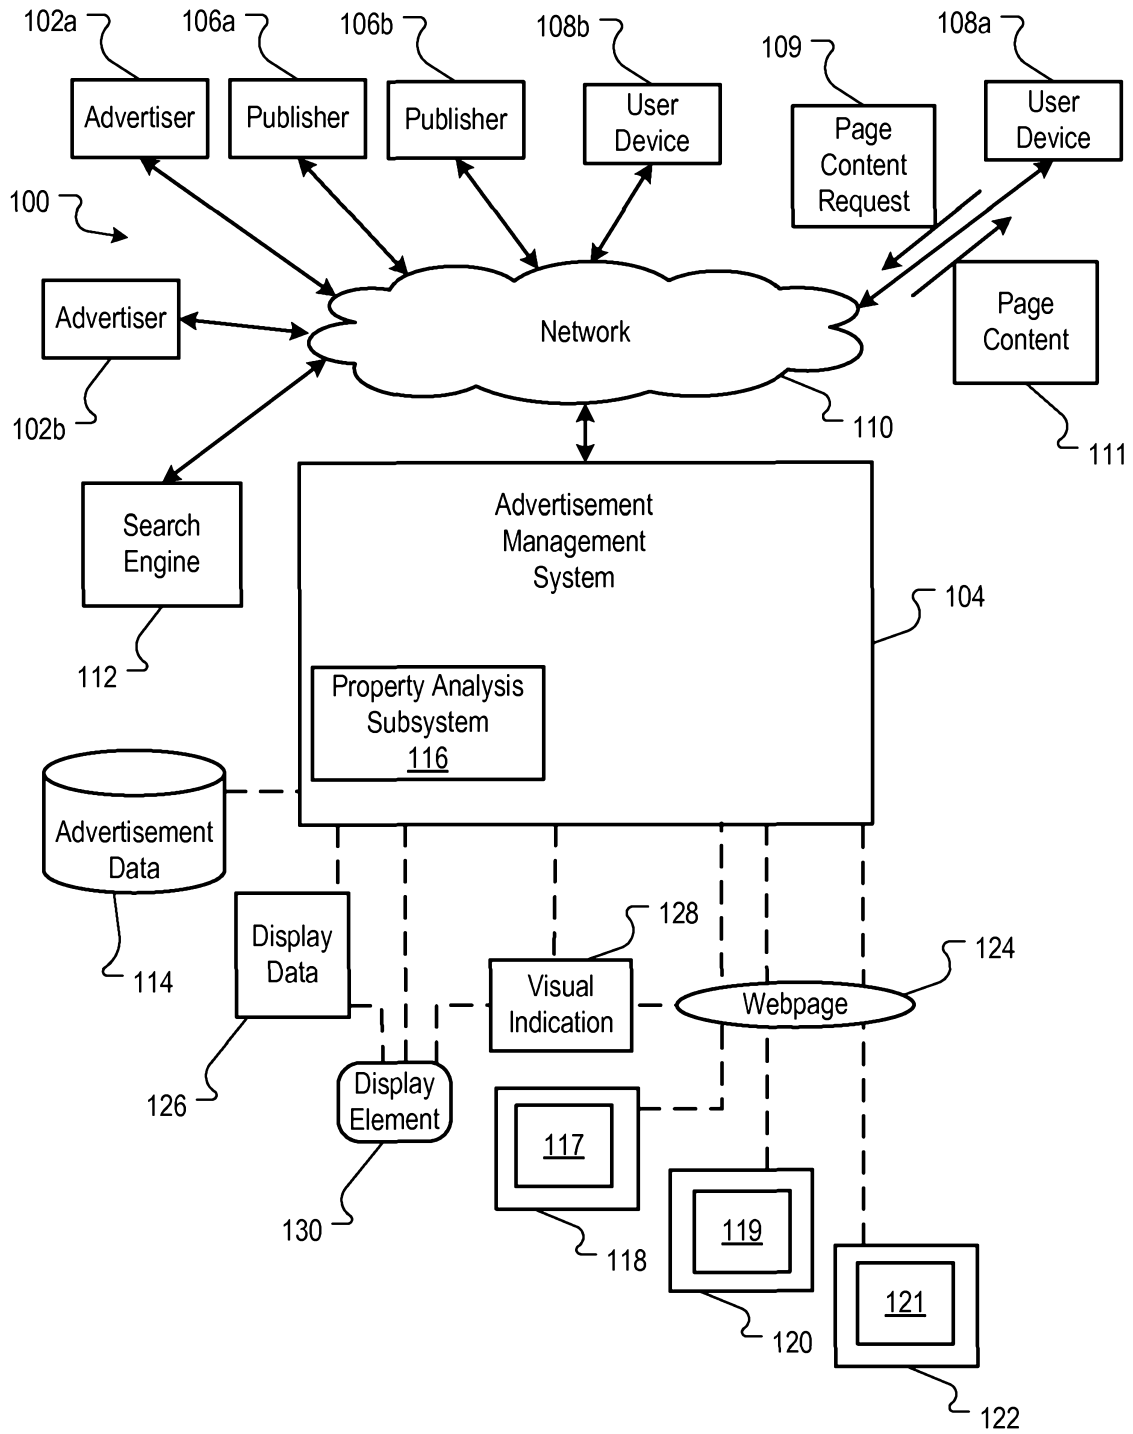 102a
106a
106b
108b
109
108a
Advertiser
Publisher
Publisher
User
Device
Page
Content
Request
User
Device
100
Advertiser
Network
Page
Content
102b
110
111
Search
Engine
Advertisement
Management
System
104
112
Property Analysis
Subsystem
116
Advertisement
Data
114
Display
Data
126
128
Visual
Indication
124
Webpage
Display
Element
130
117
118
119
120
121
122